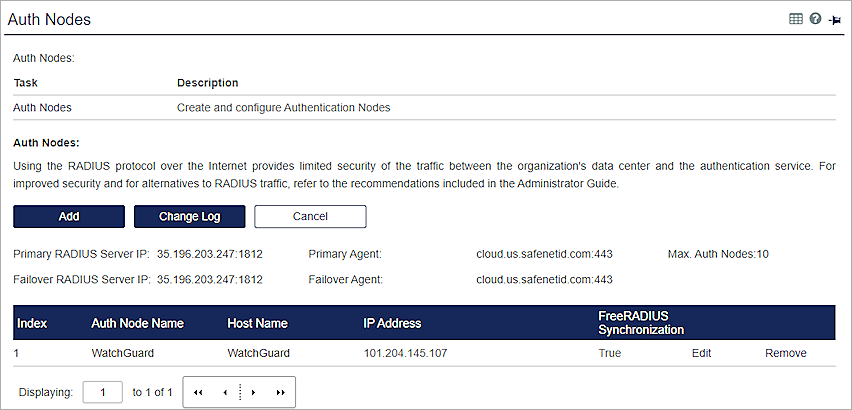 Auth Nodes
Auth Nodes:
Task Description
Auth Nodes Create and configure Authentication Nodes
Auth Nodes:
Using the RADIUS protocol over the Internet provides limited security of the traffic between the organization's data center and the authentication service. For
improved security and for alternatives to RADIUS traffic, refer to the recommendations included in the Administrator Guide.
Add Change Log Cancel
Primary RADIUS Server IP: 35.196.203.247:1812 Primary Agent: cloud.us.safenetid.com:443 Max. Auth Nodes:10
Failover RADIUS Server IP: 35.196.203.247:1812 Failover Agent: cloud.us.safenetid.com:443
Index Auth Node Name Host Name IP Address FreeRADIUS
Synchronization
1 WatchGuard WatchGuard 101.204.145.107 True Edit Remove
Displaying: 1 to 1 of 1